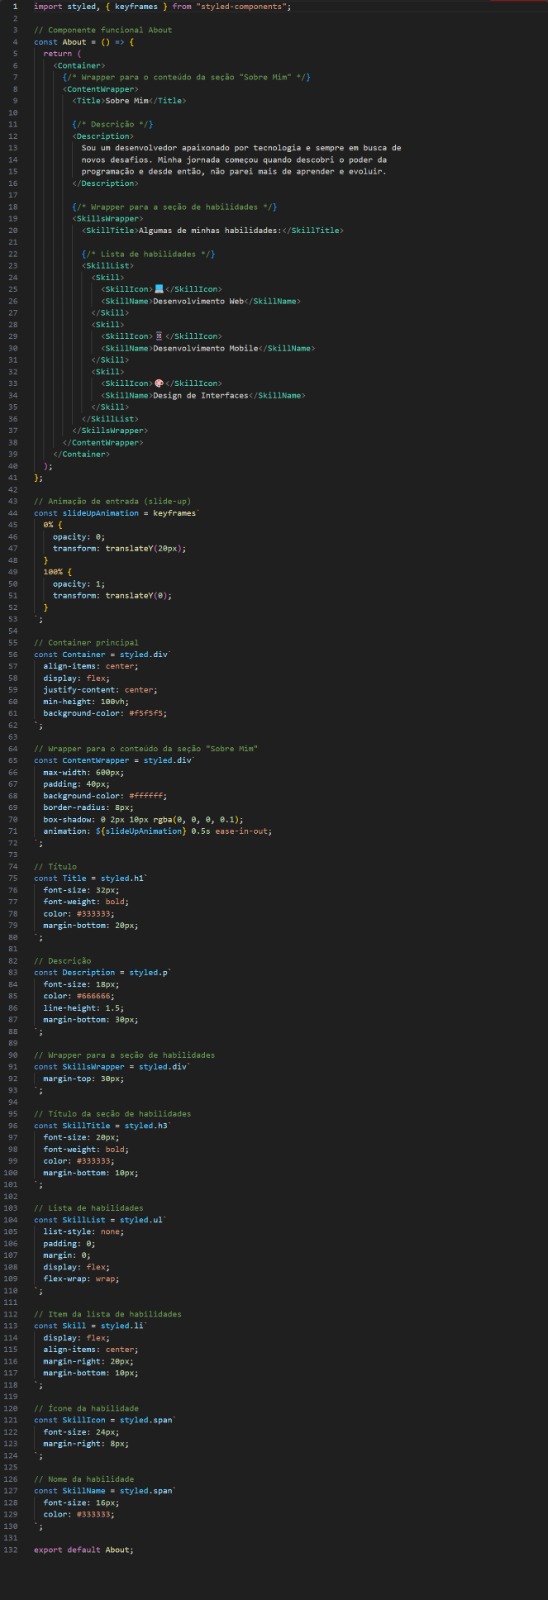 1 import styled, { keyframes } from "styled-components";
2
3 // Componente funcional About
4 const About = () => {
5   return (
6     <Container>
7       {/* Wrapper para o conteúdo da seção "Sobre Mim" */}
8       <ContentWrapper>
9         <Title>Sobre Mim</Title>
10
11         {/* Descrição */}
12         <Description>
13           Sou um desenvolvedor apaixonado por tecnologia e sempre em busca de
14           novos desafios. Minha jornada começou quando descobri o poder da
15           programação e desde então, não parei mais de aprender e evoluir.
16         </Description>
17
18         {/* Wrapper para a seção de habilidades */}
19         <SkillsWrapper>
20           <SkillTitle>Algumas de minhas habilidades:</SkillTitle>
21
22           {/* Lista de habilidades */}
23           <SkillList>
24             <Skill>
25               <SkillIcon>💻</SkillIcon>
26               <SkillName>Desenvolvimento Web</SkillName>
27             </Skill>
28             <Skill>
29               <SkillIcon>📱</SkillIcon>
30               <SkillName>Desenvolvimento Mobile</SkillName>
31             </Skill>
32             <Skill>
33               <SkillIcon>🎨</SkillIcon>
34               <SkillName>Design de Interfaces</SkillName>
35             </Skill>
36           </SkillList>
37         </SkillsWrapper>
38       </ContentWrapper>
39     </Container>
40   );
41 };
42
43 // Animação de entrada (slide-up)
44 const slideUpAnimation = keyframes`
45   0% {
46     opacity: 0;
47     transform: translateY(20px);
48   }
49   100% {
50     opacity: 1;
51     transform: translateY(0);
52   }
53 `;
54
55 // Container principal
56 const Container = styled.div`
57   align-items: center;
58   display: flex;
59   justify-content: center;
60   min-height: 100vh;
61   background-color: #f5f5f5;
62 `;
63
64 // Wrapper para o conteúdo da seção "Sobre Mim"
65 const ContentWrapper = styled.div`
66   max-width: 600px;
67   padding: 40px;
68   background-color: #ffffff;
69   border-radius: 8px;
70   box-shadow: 0 2px 10px rgba(0, 0, 0, 0.1);
71   animation: ${slideUpAnimation} 0.5s ease-in-out;
72 `;
73
74 // Título
75 const Title = styled.h1`
76   font-size: 32px;
77   font-weight: bold;
78   color: #333333;
79   margin-bottom: 20px;
80 `;
81
82 // Descrição
83 const Description = styled.p`
84   font-size: 18px;
85   color: #666666;
86   line-height: 1.5;
87   margin-bottom: 30px;
88 `;
89
90 // Wrapper para a seção de habilidades
91 const SkillsWrapper = styled.div`
92   margin-top: 30px;
93 `;
94
95 // Título da seção de habilidades
96 const SkillTitle = styled.h3`
97   font-size: 20px;
98   font-weight: bold;
99   color: #333333;
100   margin-bottom: 10px;
101 `;
102
103 // Lista de habilidades
104 const SkillList = styled.ul`
105   list-style: none;
106   padding: 0;
107   margin: 0;
108   display: flex;
109   flex-wrap: wrap;
110 `;
111
112 // Item da lista de habilidades
113 const Skill = styled.li`
114   display: flex;
115   align-items: center;
116   margin-right: 20px;
117   margin-bottom: 10px;
118 `;
119
120 // Ícone da habilidade
121 const SkillIcon = styled.span`
122   font-size: 24px;
123   margin-right: 8px;
124 `;
125
126 // Nome da habilidade
127 const SkillName = styled.span`
128   font-size: 16px;
129   color: #333333;
130 `;
131
132 export default About;